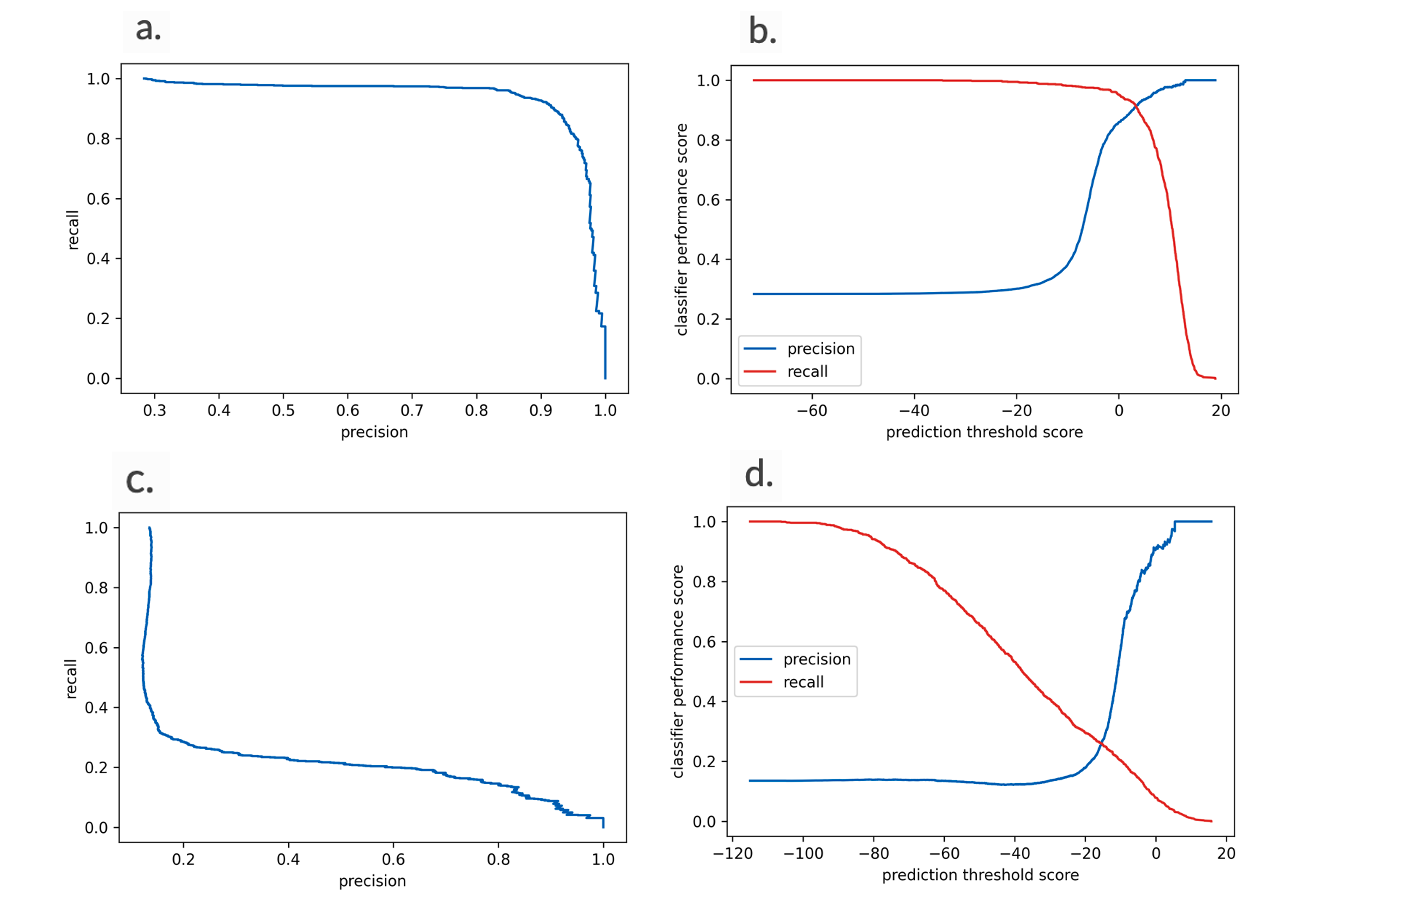 a.
1.0
0.8
0.6
0.4
0.2
0.0
recall
0.3 0.4 0.5 0.6 0.7 0.8 0.9 1.0
precision
b.
1.0
0.8
0.6
0.4
0.2
0.0
classifier performance score
precision
recall
−60 −40 −20 0 20
prediction threshold score
c.
1.0
0.8
0.6
0.4
0.2
0.0
recall
0.2 0.4 0.6 0.8 1.0
precision
d.
1.0
0.8
0.6
0.4
0.2
0.0
classifier performance score
precision
recall
−120 −100 −80 −60 −40 −20 0 20
prediction threshold score